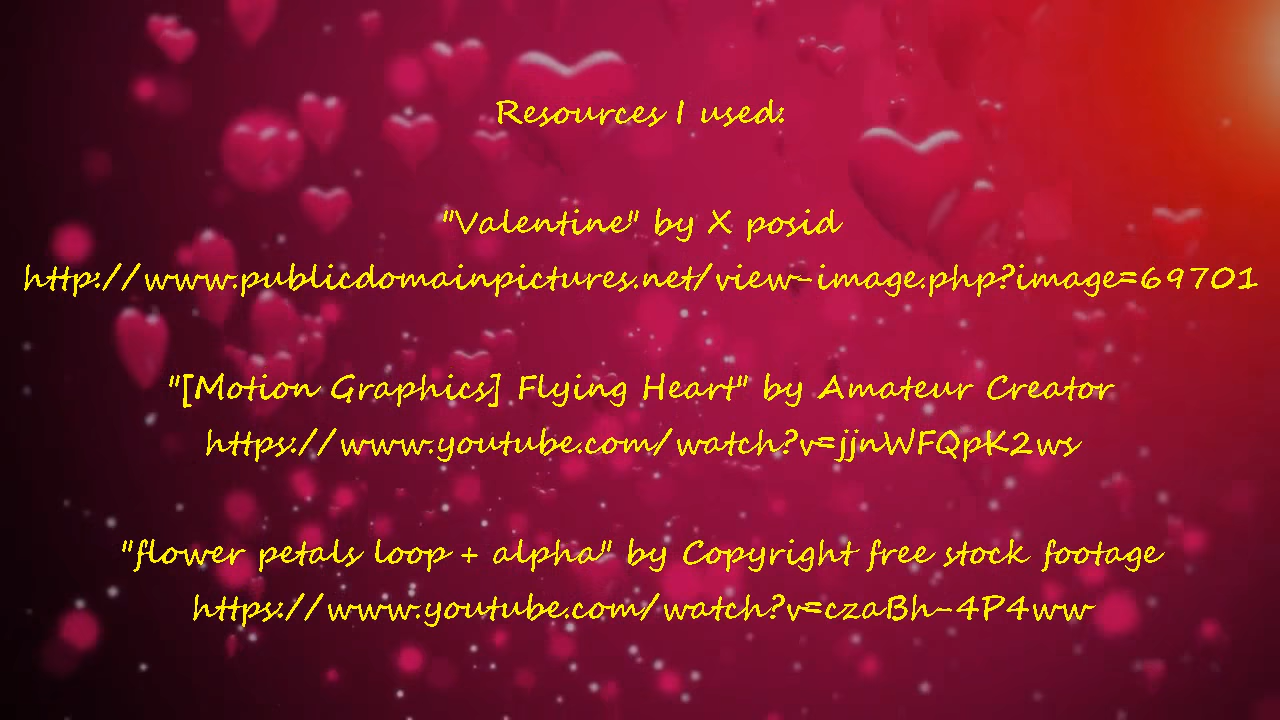 Resources I used:
"Valentine" by X posid
http://www.publicdomainpictures.net/view-image.php?image=69701
"[Motion Graphics] Flying Heart" by Amateur Creator
https://www.youtube.com/watch?v=jjnWFQpK2ws
"flower petals loop + alpha" by Copyright free stock footage
https://www.youtube.com/watch?v=czaBh-4P4ww